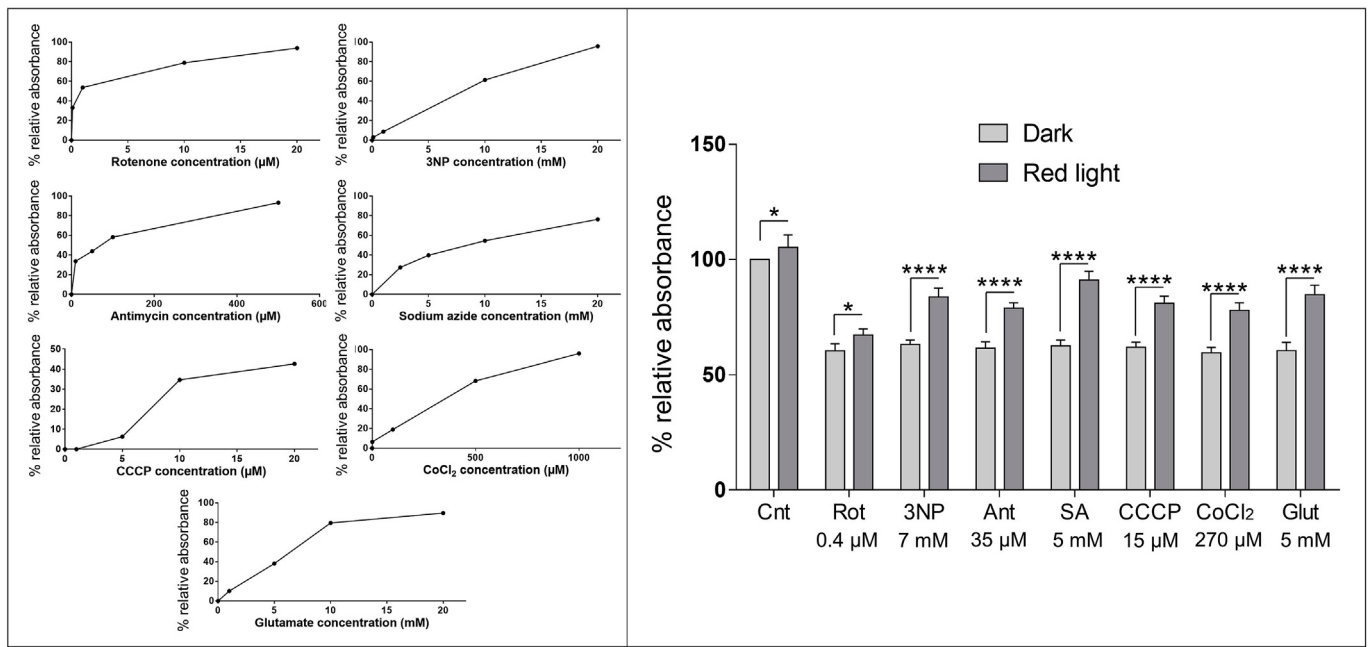 % relative absorbance
100
80
60
40
20
0
0 5 10 15 20
Rotenone concentration (µM)
% relative absorbance
100
80
60
40
20
0
0 5 10 15 20
3NP concentration (mM)
% relative absorbance
100
80
60
40
20
0
0 200 400 600
Antimycin concentration (µM)
% relative absorbance
100
80
60
40
20
0
0 5 10 15 20
Sodium azide concentration (mM)
% relative absorbance
50
40
30
20
10
0
0 5 10 15 20
CCCP concentration (µM)
% relative absorbance
100
80
60
40
20
0
0 500 1000
CoCl₂ concentration (µM)
% relative absorbance
100
80
60
40
20
0
0 5 10 15 20
Glutamate concentration (mM)
Dark
Red light
% relative absorbance
150
100
50
0
* * **** **** **** **** **** ****
Cnt Rot 3NP Ant SA CCCP CoCl₂ Glut
0.4 µM 7 mM 35 µM 5 mM 15 µM 270 µM 5 mM